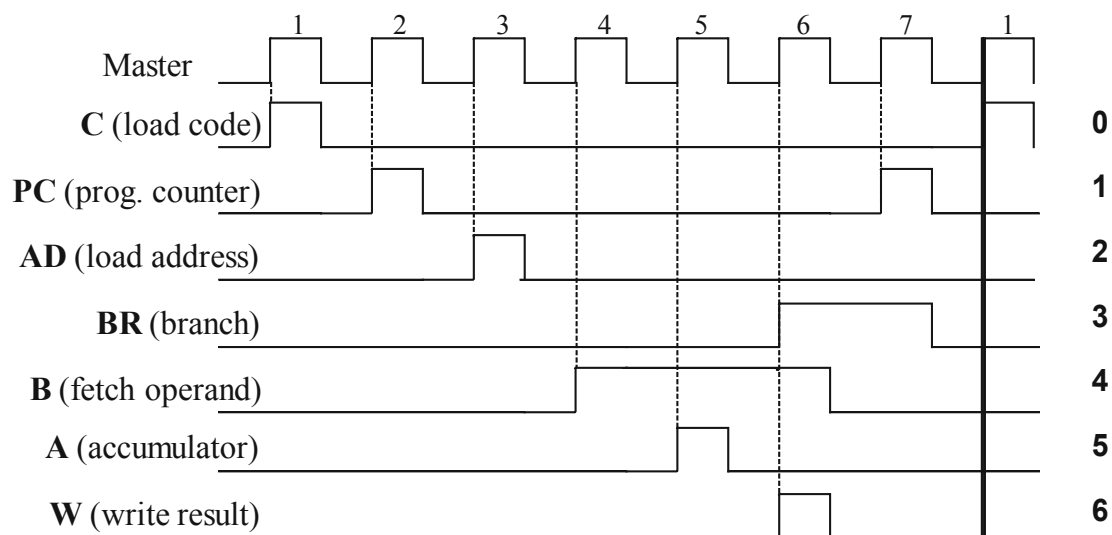 1 2 3 4 5 6 7 1
Master
C (load code) 0
PC (prog. counter) 1
AD (load address) 2
BR (branch) 3
B (fetch operand) 4
A (accumulator) 5
W (write result) 6